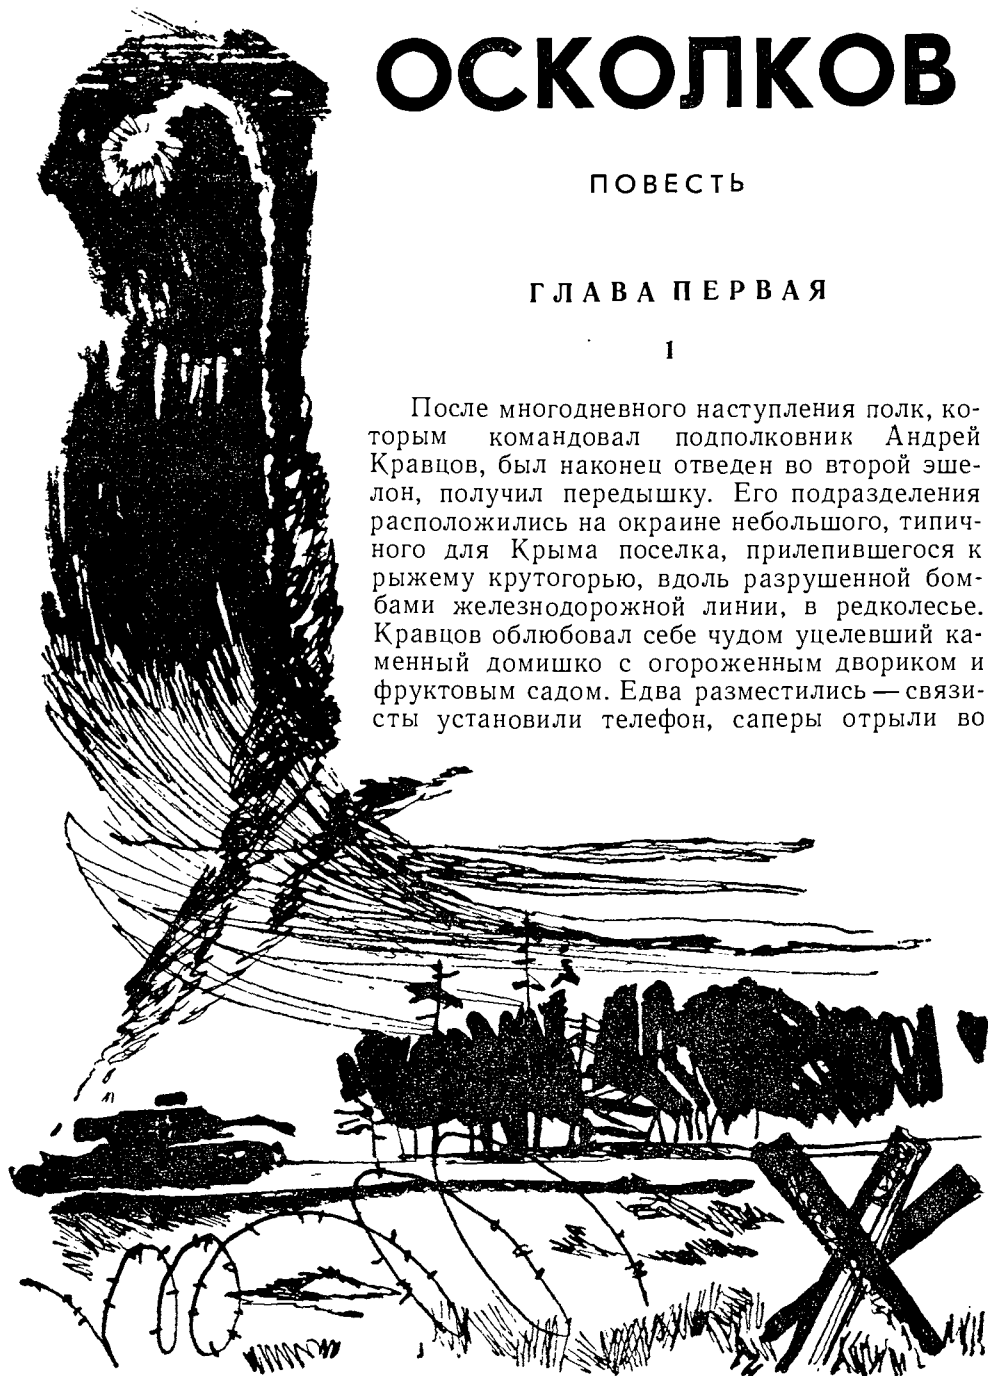 ОСКОЛКОВ
ПОВЕСТЬ
ГЛАВА ПЕРВАЯ
1
После многодневного наступления полк, ко-
торым командовал подполковник Андрей
Кравцов, был наконец отведен во второй эше-
лон, получил передышку. Его подразделения
расположились на окраине небольшого, типич-
ного для Крыма поселка, прилепившегося к
рыжему крутогорью, вдоль разрушенной бом-
бами железнодорожной линии, в редколесье.
Кравцов облюбовал себе чудом уцелевший ка-
менный домишко с огороженным двориком и
фруктовым садом. Едва разместились — связи-
сты установили телефон, саперы отрыли во